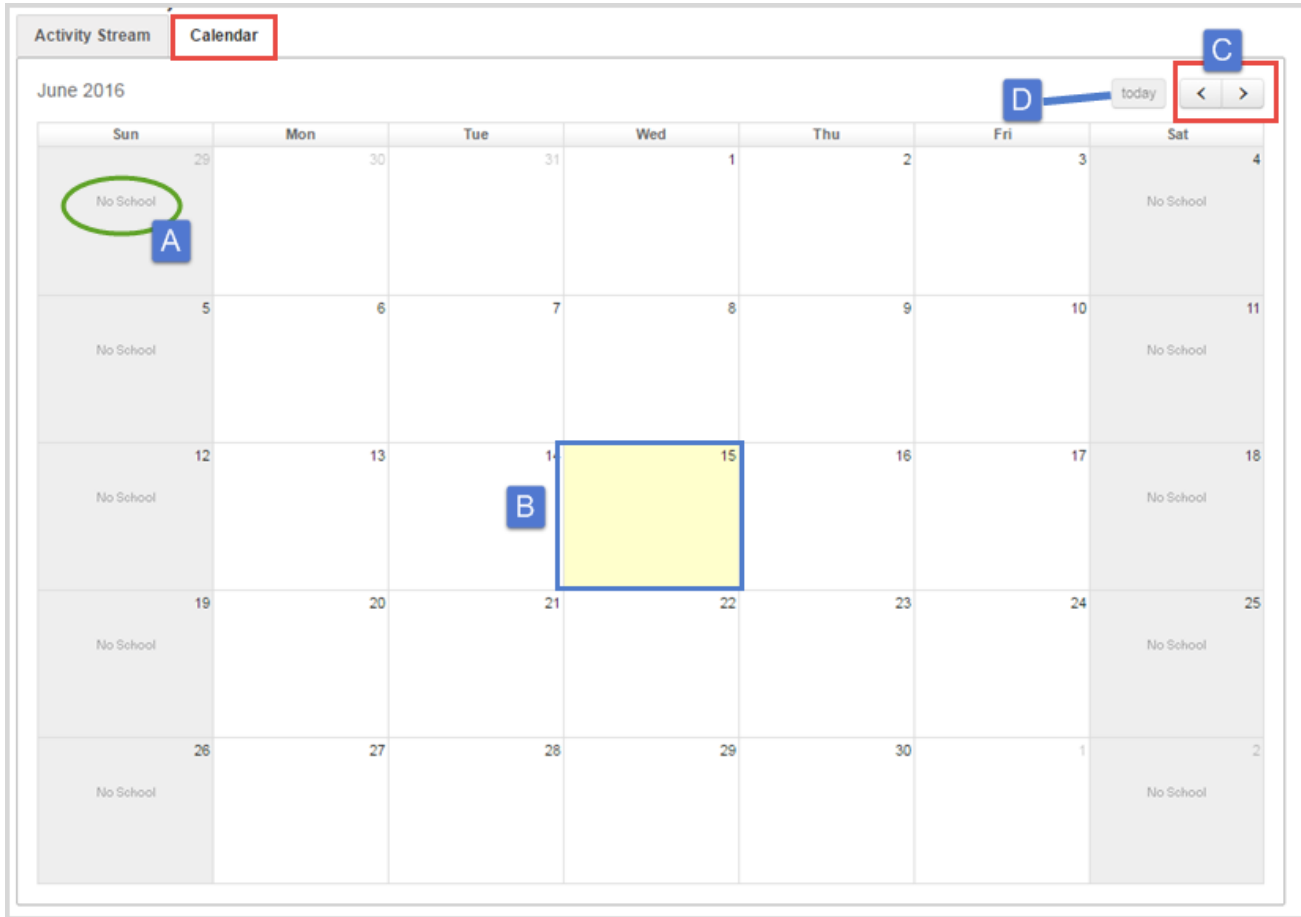 Activity Stream Calendar
C
June 2016
D today < >
Sun Mon Tue Wed Thu Fri Sat
29 30 31 1 2 3 4
No School No School
A
5 6 7 8 9 10 11
No School No School
12 13 14 15 16 17 18
No School B No School
19 20 21 22 23 24 25
No School No School
26 27 28 29 30 1 2
No School No School